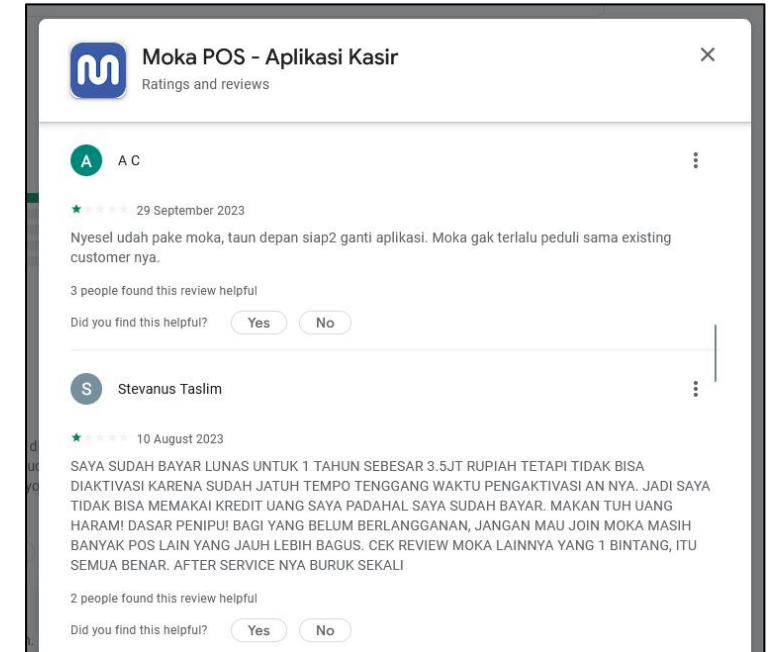 Moka POS - Aplikasi Kasir
Ratings and reviews
A
A C
29 September 2023
Nyesel udah pake moka, taun depan siap2 ganti aplikasi. Moka gak terlalu peduli sama existing
customer nya.
3 people found this review helpful
Did you find this helpful? Yes No
S
Stevanus Taslim
10 August 2023
SAYA SUDAH BAYAR LUNAS UNTUK 1 TAHUN SEBESAR 3.5JT RUPIAH TETAPI TIDAK BISA
DIAKTIVASI KARENA SUDAH JATUH TEMPO TENGGANG WAKTU PENGAKTIVASI AN NYA. JADI SAYA
TIDAK BISA MEMAKAI KREDIT UANG SAYA PADAHAL SAYA SUDAH BAYAR. MAKAN TUH UANG
HARAM! DASAR PENIPU! BAGI YANG BELUM BERLANGGANAN, JANGAN MAU JOIN MOKA MASIH
BANYAK POS LAIN YANG JAUH LEBIH BAGUS. CEK REVIEW MOKA LAINNYA YANG 1 BINTANG, ITU
SEMUA BENAR. AFTER SERVICE NYA BURUK SEKALI
2 people found this review helpful
Did you find this helpful? Yes No